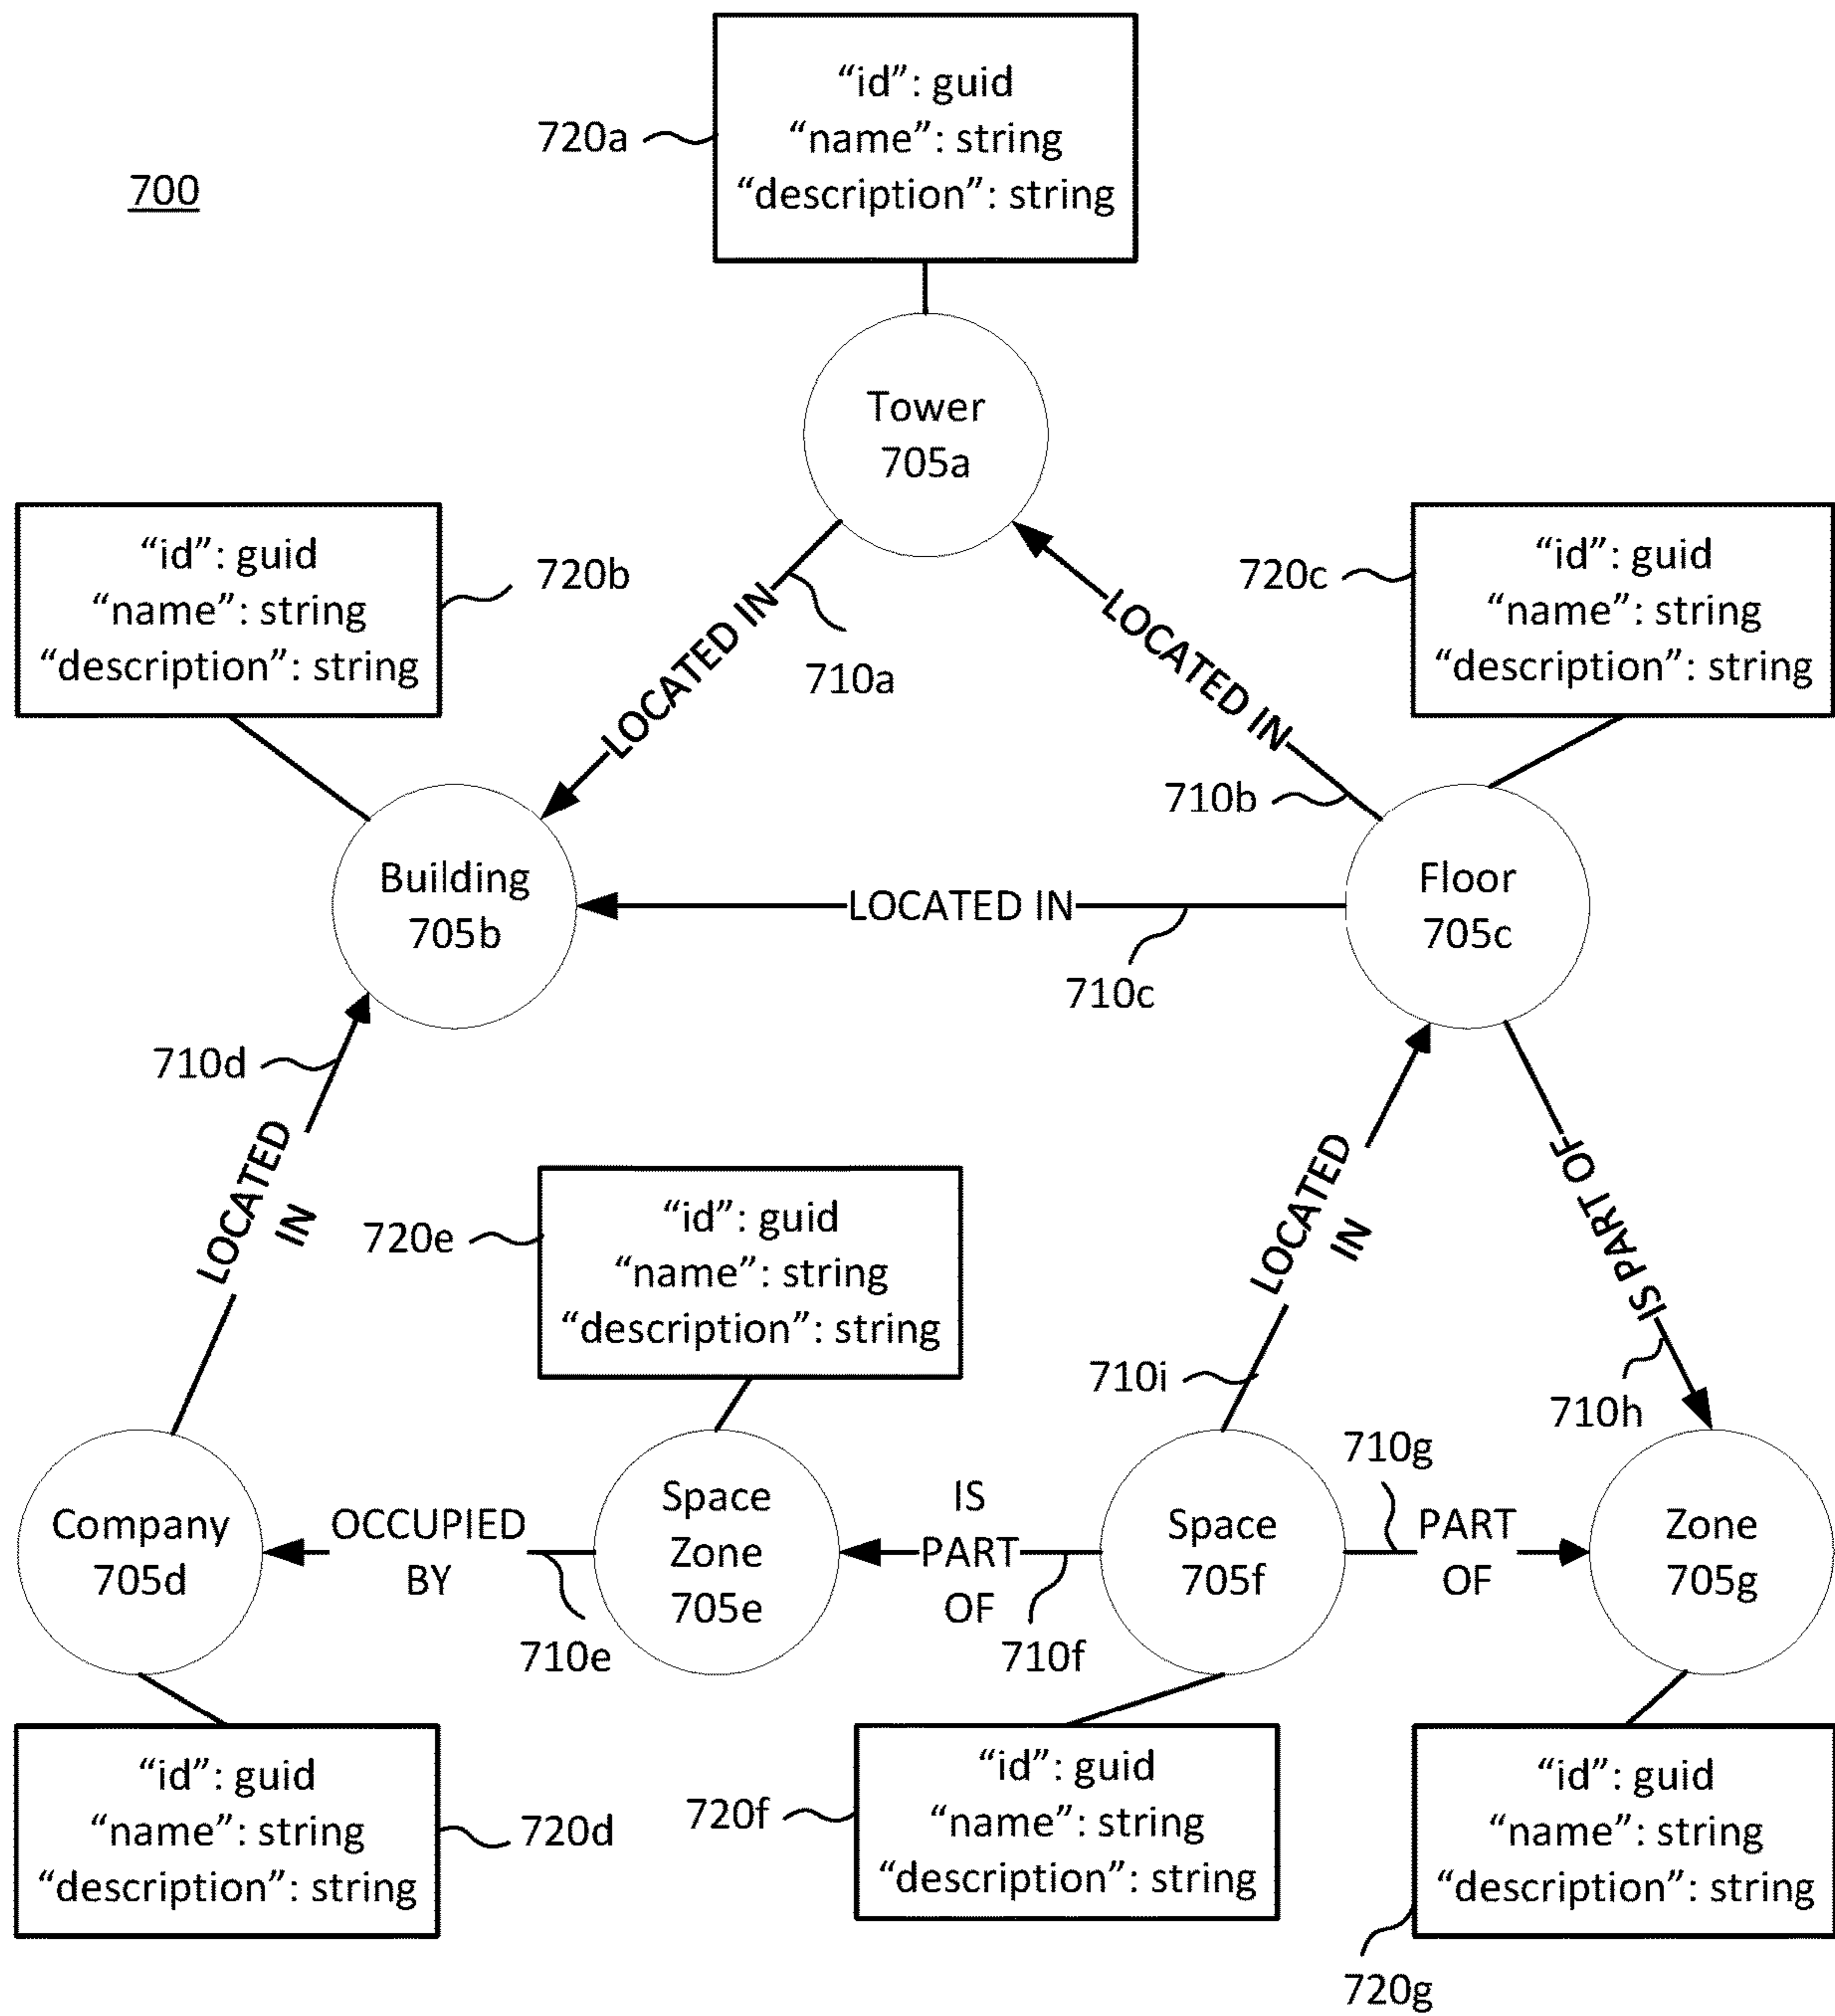 “id”: guid
“name”: string
“description”: string
720a
700
Tower
705a
“id”: guid
“name”: string
“description”: string
720b
720c
“id”: guid
“name”: string
“description”: string
LOCATED IN
710a
LOCATED IN
710b
Building
705b
LOCATED IN
710c
Floor
705c
710d
LOCATED
IN
720e
“id”: guid
“name”: string
“description”: string
LOCATED
IN
710i
IS PART OF
710h
710g
Company
705d
OCCUPIED
BY
710e
Space
Zone
705e
IS
PART
OF
710f
Space
705f
PART
OF
Zone
705g
“id”: guid
“name”: string
“description”: string
720d
720f
“id”: guid
“name”: string
“description”: string
“id”: guid
“name”: string
“description”: string
720g